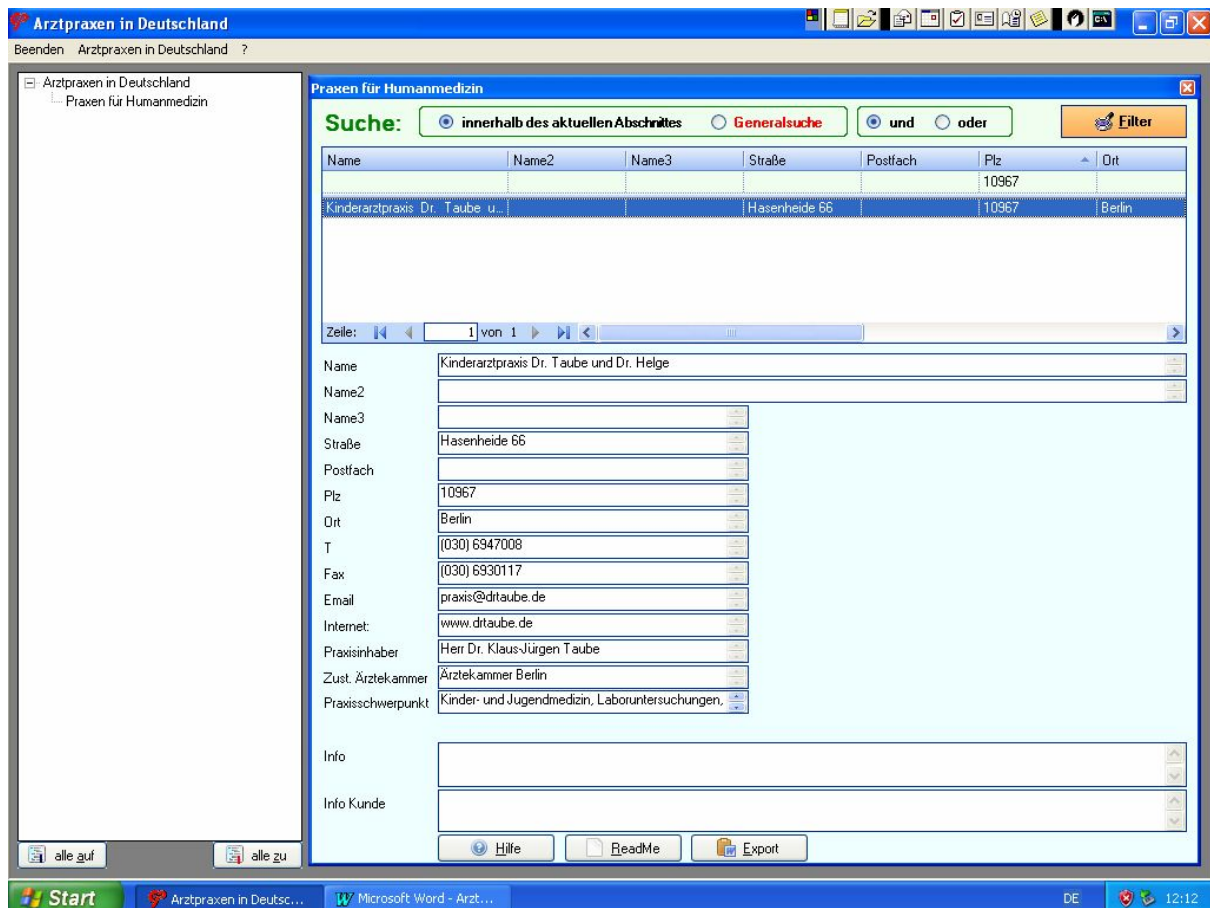 Arztpraxen in Deutschland
Beenden Arztpraxen in Deutschland ?
Arztpraxen in Deutschland
Praxen für Humanmedizin
Praxen für Humanmedizin
Suche: innerhalb des aktuellen Abschnittes Generalsuche und oder Filter
Name Name2 Name3 Straße Postfach Plz Ort
10967
Kinderarztpraxis Dr. Taube u... Hasenheide 66 10967 Berlin
Zeile: 1 von 1
Name Kinderarztpraxis Dr. Taube und Dr. Helge
Name2
Name3
Straße Hasenheide 66
Postfach
Plz 10967
Ort Berlin
T (030) 6947008
Fax (030) 6930117
Email praxis@drtaube.de
Internet: www.drtaube.de
Praxisinhaber Herr Dr. Klaus-Jürgen Taube
Zust. Ärztekammer Ärztekammer Berlin
Praxisschwerpunkt Kinder- und Jugendmedizin, Laboruntersuchungen,
Info
Info Kunde
alle auf alle zu Hilfe ReadMe Export
Start Arztpraxen in Deutsc... Microsoft Word - Arzt... DE 12:12